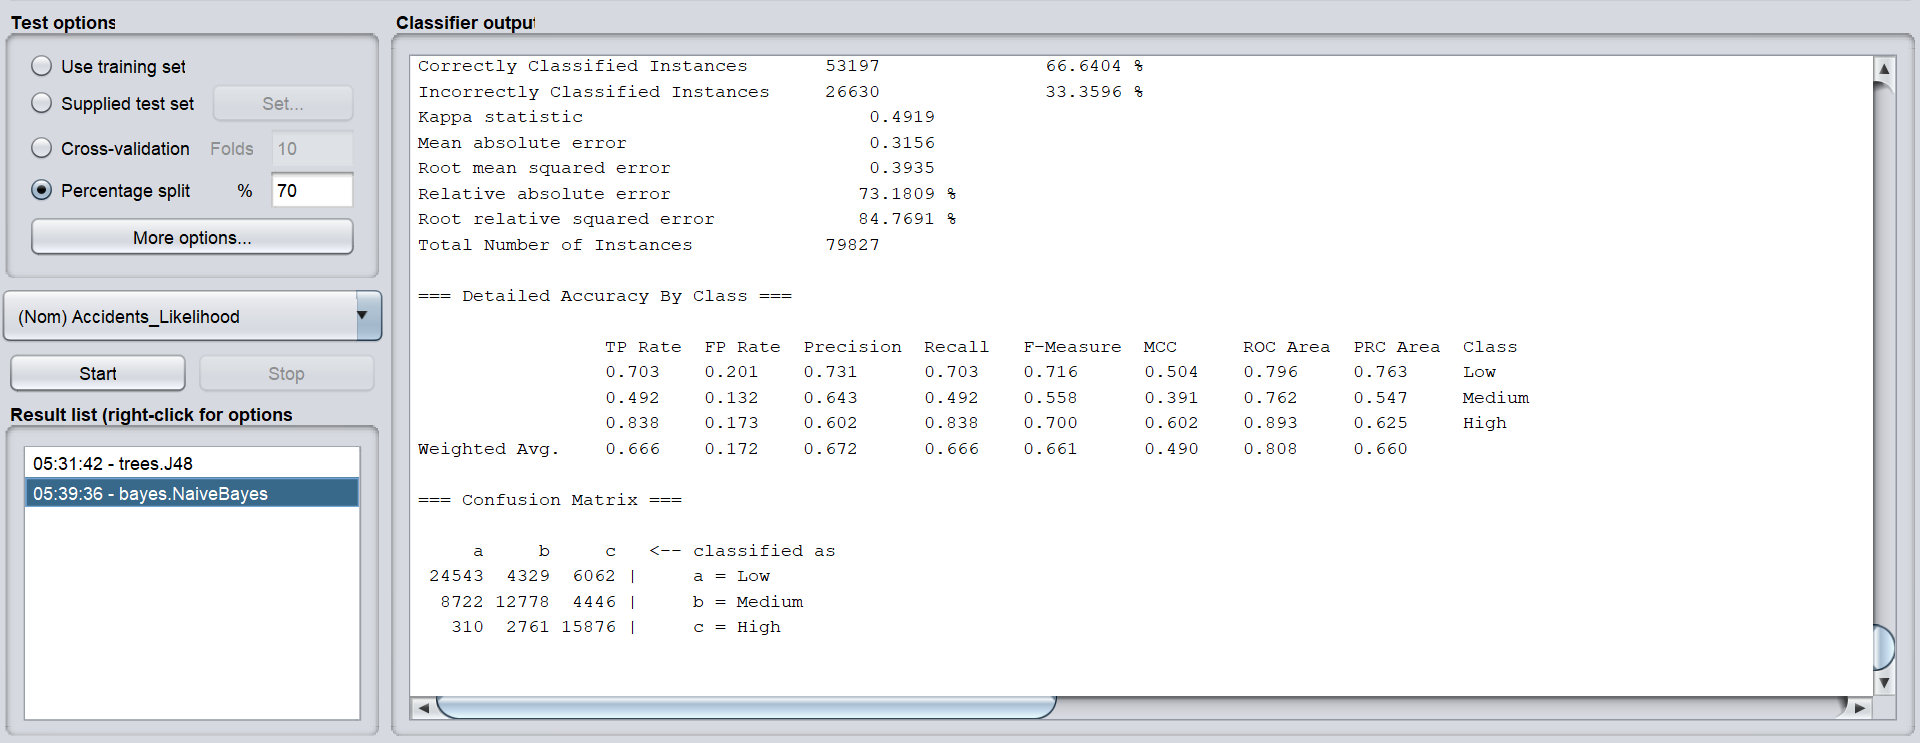 Test options
Use training set
Supplied test set Set...
Cross-validation Folds 10
Percentage split % 70
More options...
(Nom) Accidents_Likelihood
Start Stop
Result list (right-click for options
05:31:42 - trees.J48
05:39:36 - bayes.NaiveBayes
Classifier output
Correctly Classified Instances 53197 66.6404 %
Incorrectly Classified Instances 26630 33.3596 %
Kappa statistic 0.4919
Mean absolute error 0.3156
Root mean squared error 0.3935
Relative absolute error 73.1809 %
Root relative squared error 84.7691 %
Total Number of Instances 79827
=== Detailed Accuracy By Class ===
TP Rate FP Rate Precision Recall F-Measure MCC ROC Area PRC Area Class
0.703 0.201 0.731 0.703 0.716 0.504 0.796 0.763 Low
0.492 0.132 0.643 0.492 0.558 0.391 0.762 0.547 Medium
0.838 0.173 0.602 0.838 0.700 0.602 0.893 0.625 High
Weighted Avg. 0.666 0.172 0.672 0.666 0.661 0.490 0.808 0.660
=== Confusion Matrix ===
a b c <-- classified as
24543 4329 6062 | a = Low
8722 12778 4446 | b = Medium
310 2761 15876 | c = High